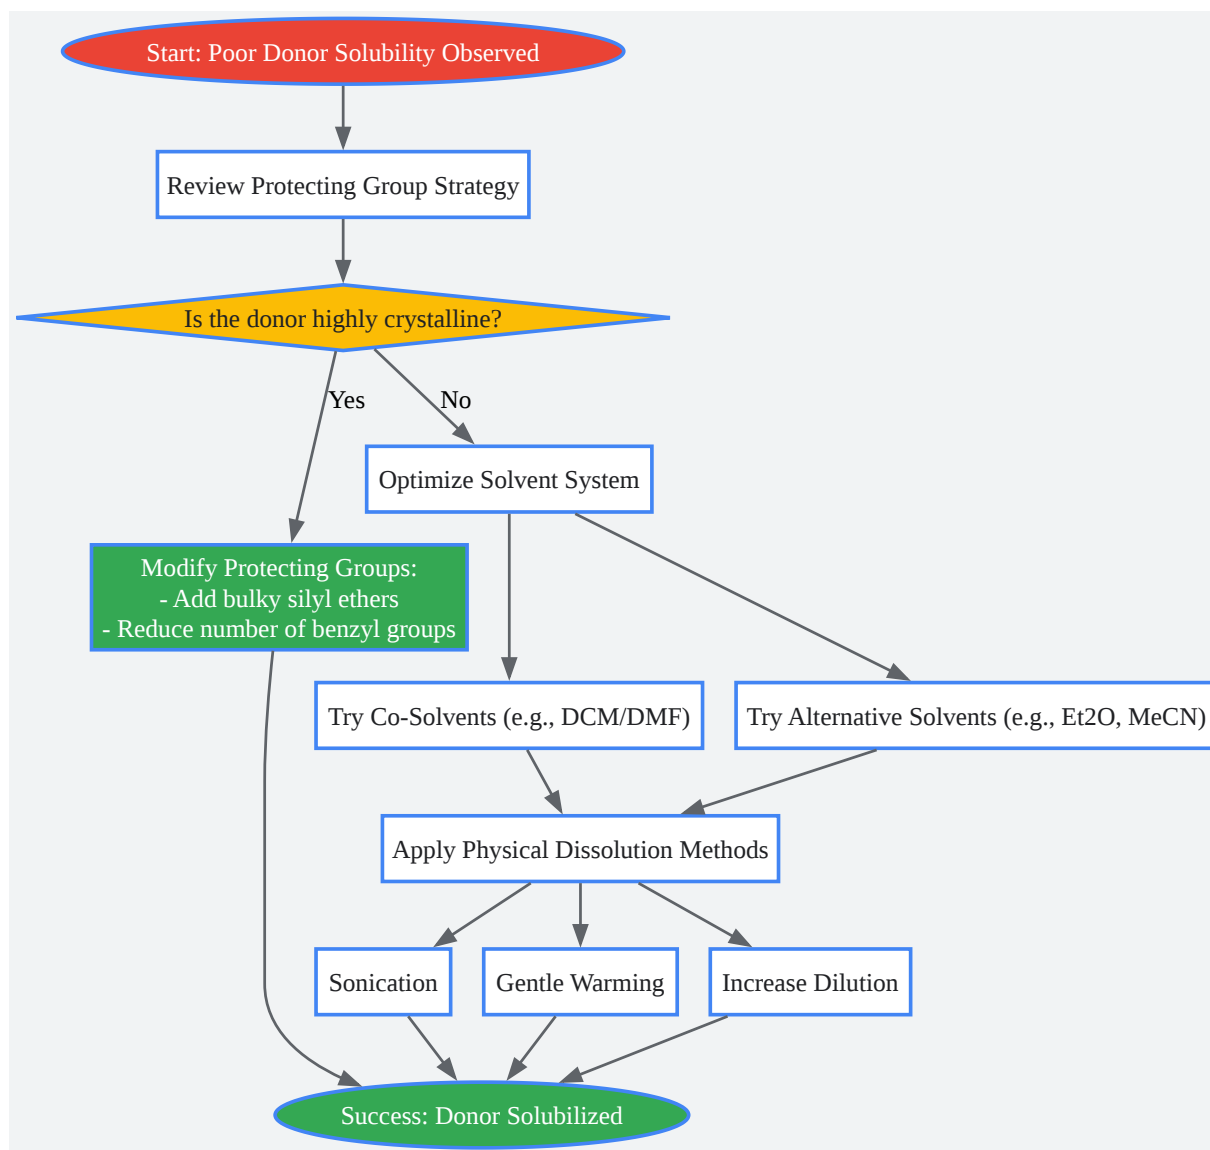 Start: Poor Donor Solubility Observed
Review Protecting Group Strategy
Is the donor highly crystalline?
Yes
No
Optimize Solvent System
Modify Protecting Groups:
- Add bulky silyl ethers
- Reduce number of benzyl groups
Try Co-Solvents (e.g., DCM/DMF)
Try Alternative Solvents (e.g., Et2O, MeCN)
Apply Physical Dissolution Methods
Sonication
Gentle Warming
Increase Dilution
Success: Donor Solubilized